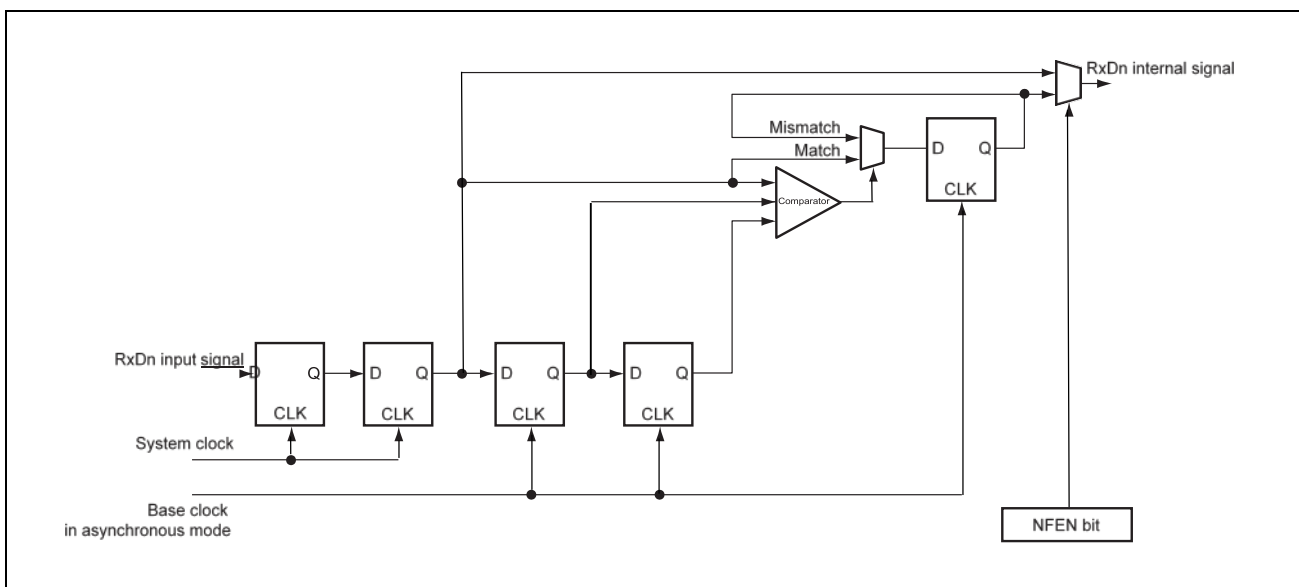 RxDn internal signal
Mismatch
Match
D Q
CLK
Comparator
RxDn input signal
D Q
CLK
D Q
CLK
D Q
CLK
D Q
CLK
System clock
Base clock
in asynchronous mode
NFEN bit